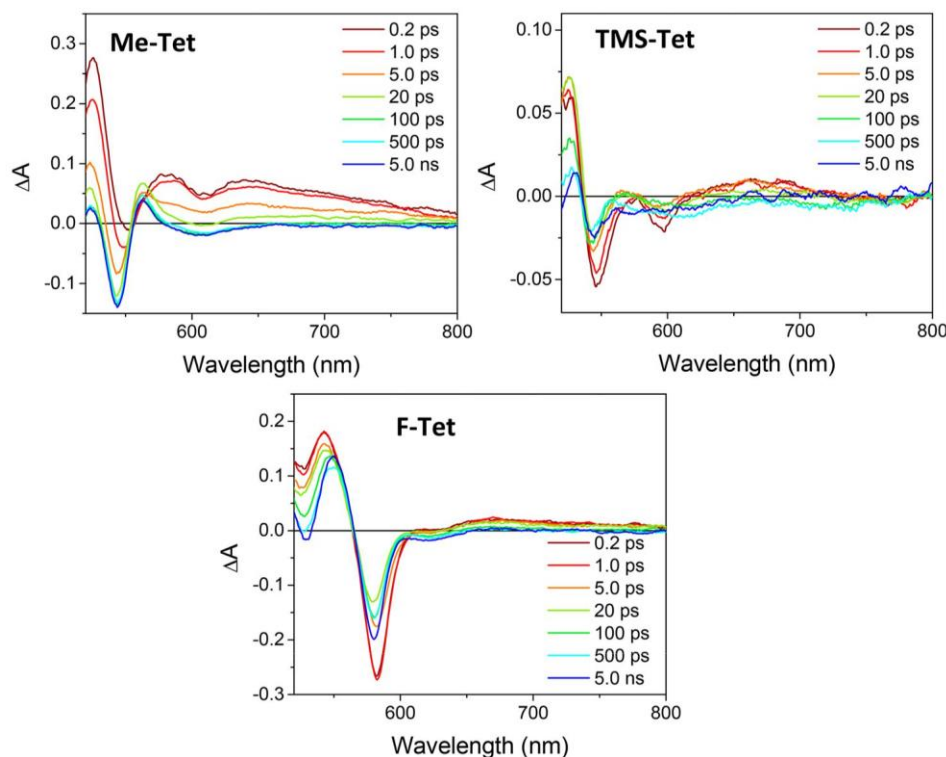 Me-Tet
0.2 ps
1.0 ps
5.0 ps
20 ps
100 ps
500 ps
5.0 ns
0.3
0.2
0.1
0.0
-0.1
ΔA
600
700
800
Wavelength (nm)
TMS-Tet
0.2 ps
1.0 ps
5.0 ps
20 ps
100 ps
500 ps
5.0 ns
0.10
0.05
0.00
-0.05
ΔA
600
700
800
Wavelength (nm)
F-Tet
0.2
0.1
0.0
-0.1
-0.2
-0.3
ΔA
0.2 ps
1.0 ps
5.0 ps
20 ps
100 ps
500 ps
5.0 ns
600
700
800
Wavelength (nm)